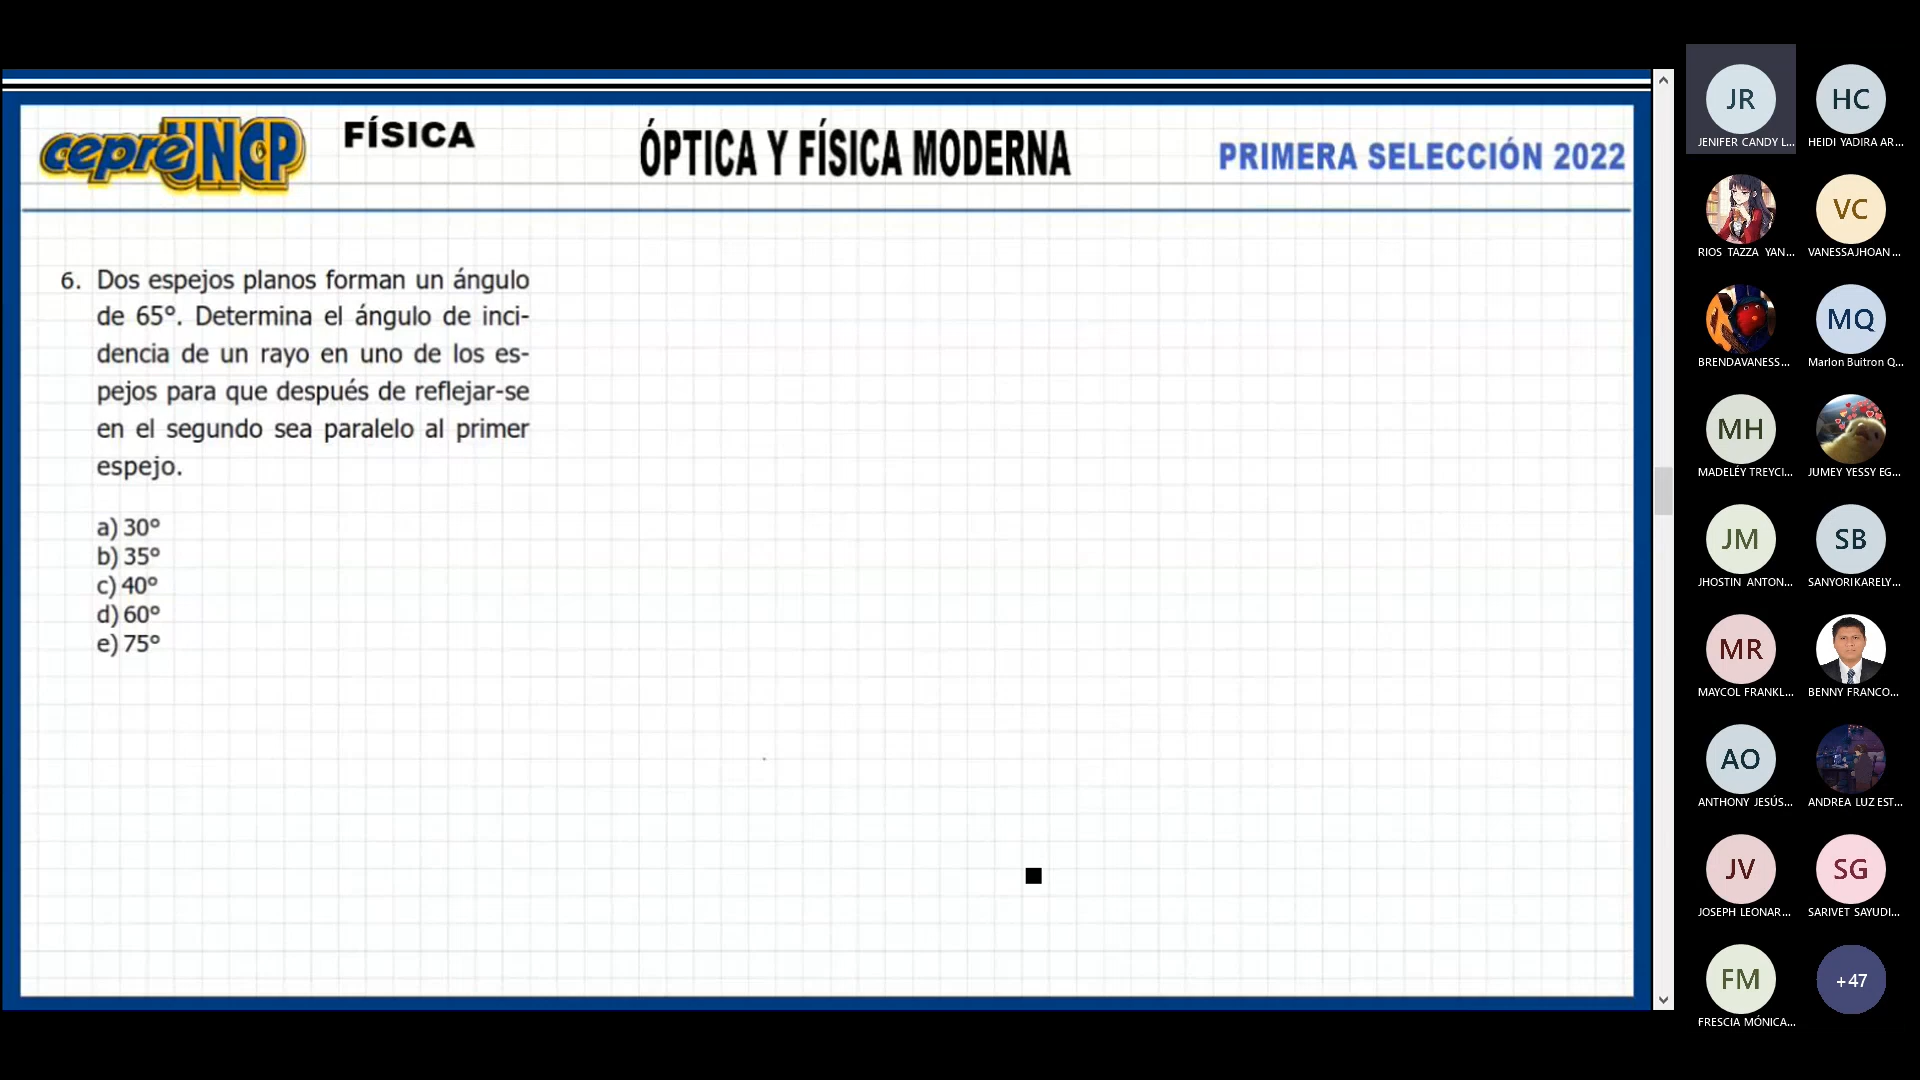 cepre UNCP
FÍSICA
ÓPTICA Y FÍSICA MODERNA
PRIMERA SELECCIÓN 2022
6. Dos espejos planos forman un ángulo
de 65°. Determina el ángulo de inci-
dencia de un rayo en uno de los es-
pejos para que después de reflejar-se
en el segundo sea paralelo al primer
espejo.
a) 30°
b) 35°
c) 40°
d) 60°
e) 75°
JR
HC
JENIFER CANDY L...
HEIDI YADIRA AR...
VC
RIOS TAZZA YAN...
VANESSAJHOAN...
MQ
BRENDAVANESS...
Marlon Buitron Q...
MH
MADELÉY TREYCI...
JUMEY YESSY EG...
JM
SB
JHOSTIN ANTON...
SANYORIKARELY...
MR
MAYCOL FRANKL...
BENNY FRANCO...
AO
ANTHONY JESÚS...
ANDREA LUZ EST...
JV
SG
JOSEPH LEONAR...
SARIVET SAYUDI...
FM
+47
FRESCIA MÓNICA...